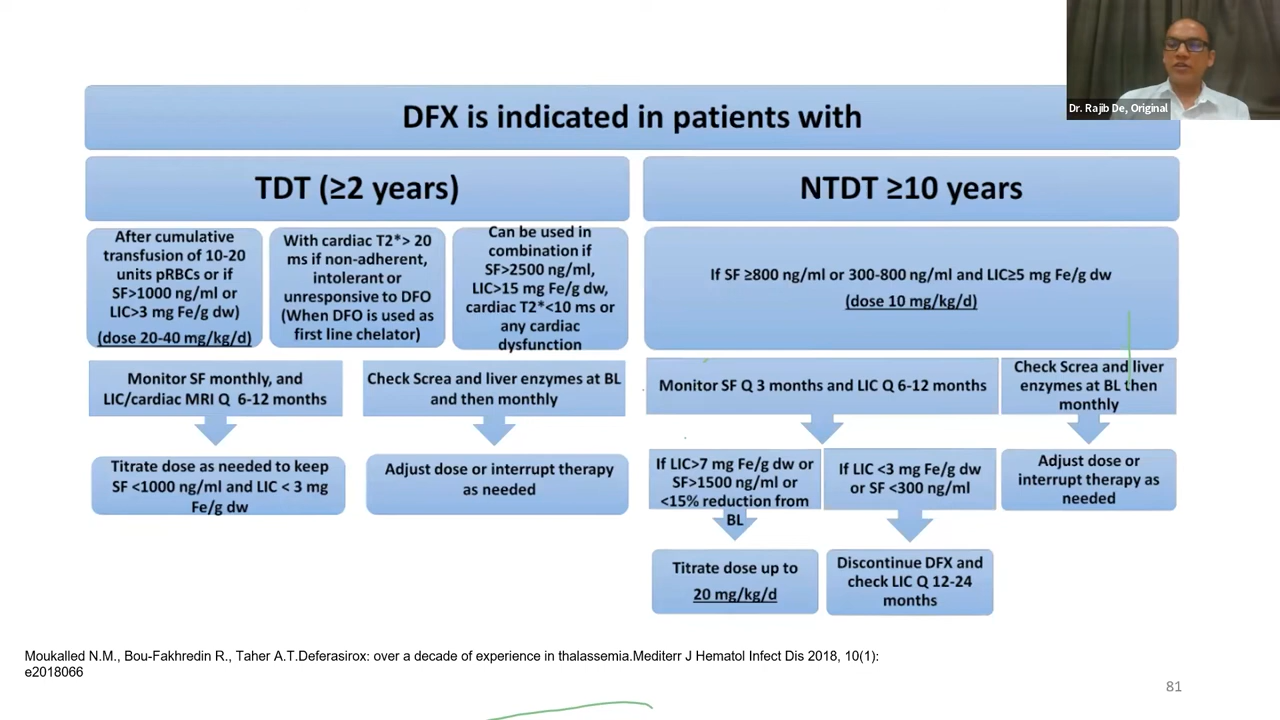 Dr. Rajib De, Original
DFX is indicated in patients with
TDT (≥2 years)
NTDT ≥10 years
After cumulative
transfusion of 10-20
units pRBCs or if
SF>1000 ng/ml or
LIC>3 mg Fe/g dw)
(dose 20-40 mg/kg/d)
With cardiac T2*> 20
ms if non-adherent,
intolerant or
unresponsive to DFO
(When DFO is used as
first line chelator)
Can be used in
combination if
SF>2500 ng/ml,
LIC>15 mg Fe/g dw,
cardiac T2*<10 ms or
any cardiac
dysfunction
If SF ≥800 ng/ml or 300-800 ng/ml and LIC≥5 mg Fe/g dw
(dose 10 mg/kg/d)
Monitor SF monthly, and
LIC/cardiac MRI Q 6-12 months
Check Screa and liver enzymes at BL
and then monthly
Monitor SF Q 3 months and LIC Q 6-12 months
Check Screa and liver
enzymes at BL then
monthly
Titrate dose as needed to keep
SF <1000 ng/ml and LIC < 3 mg
Fe/g dw
Adjust dose or interrupt therapy
as needed
If LIC>7 mg Fe/g dw or
SF>1500 ng/ml or
<15% reduction from
BL
If LIC <3 mg Fe/g dw
or SF <300 ng/ml
Adjust dose or
interrupt therapy as
needed
Titrate dose up to
20 mg/kg/d
Discontinue DFX and
check LIC Q 12-24
months
Moukalled N.M., Bou-Fakhredin R., Taher A.T.Deferasirox: over a decade of experience in thalassemia.Mediterr J Hematol Infect Dis 2018, 10(1):
e2018066
81